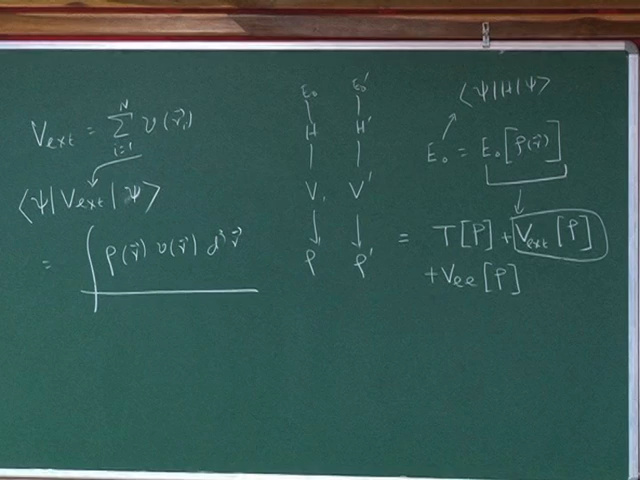 V_ext = Σ_{i=1}^{N} v(r⃗_i)
⟨Ψ|V_ext|Ψ⟩
= ∫ ρ(r⃗) v(r⃗) d³r⃗
E₀ E₀'
H H'
V, V'
ρ ρ'
⟨Ψ|H|Ψ⟩
E₀ = E₀[ρ(r⃗)]
= T[ρ] + V_ext[ρ]
+ V_ee[ρ]